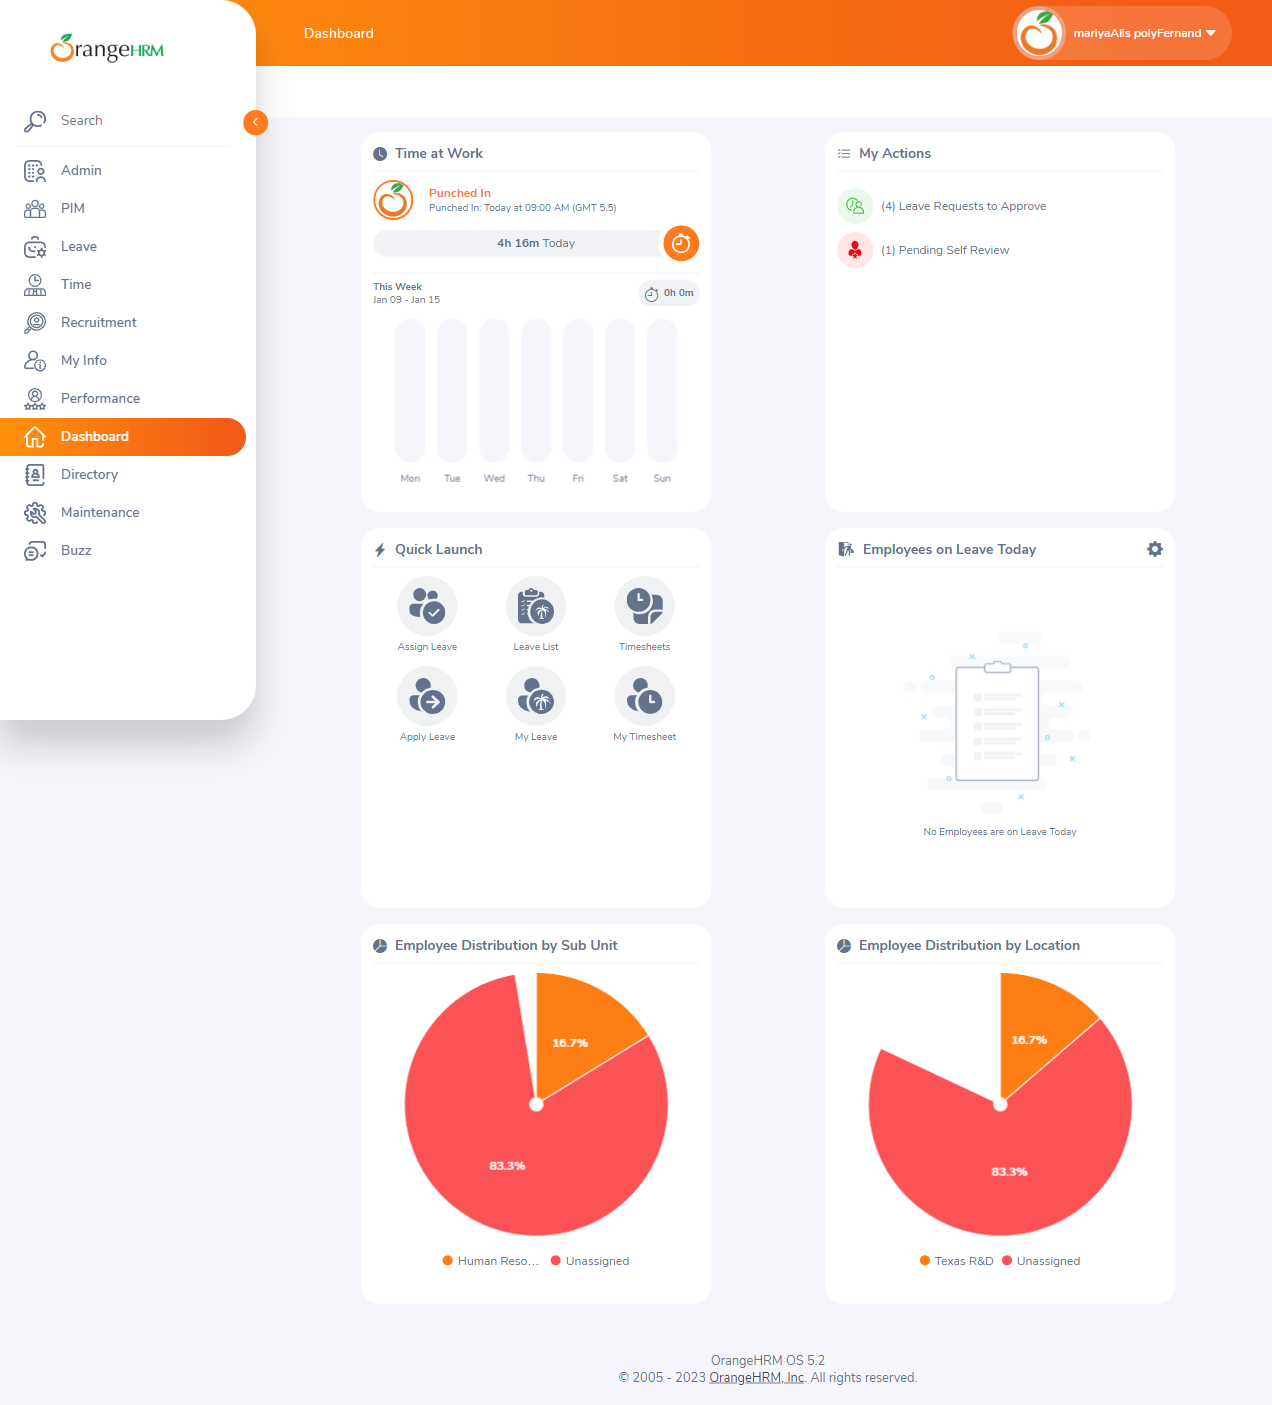 OrangeHRM
Dashboard
mariyaAlis polyFernand
Search
Admin
PIM
Leave
Time
Recruitment
My Info
Performance
Dashboard
Directory
Maintenance
Buzz
Time at Work
Punched In
Punched In: Today at 09:00 AM (GMT 5.5)
4h 16m Today
This Week
Jan 09 - Jan 15
0h 0m
Mon Tue Wed Thu Fri Sat Sun
My Actions
(4) Leave Requests to Approve
(1) Pending Self Review
Quick Launch
Assign Leave Leave List Timesheets
Apply Leave My Leave My Timesheet
Employees on Leave Today
No Employees are on Leave Today
Employee Distribution by Sub Unit
16.7%
83.3%
Human Reso... Unassigned
Employee Distribution by Location
16.7%
83.3%
Texas R&D Unassigned
OrangeHRM OS 5.2
© 2005 - 2023 OrangeHRM, Inc. All rights reserved.